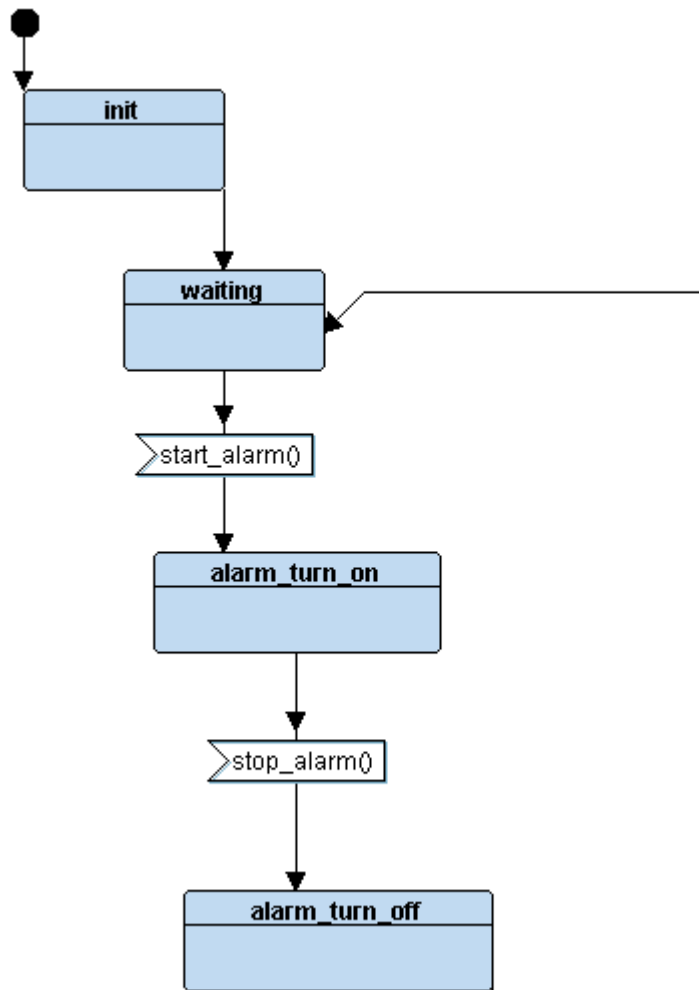 init
waiting
start_alarm()
alarm_turn_on
stop_alarm()
alarm_turn_off